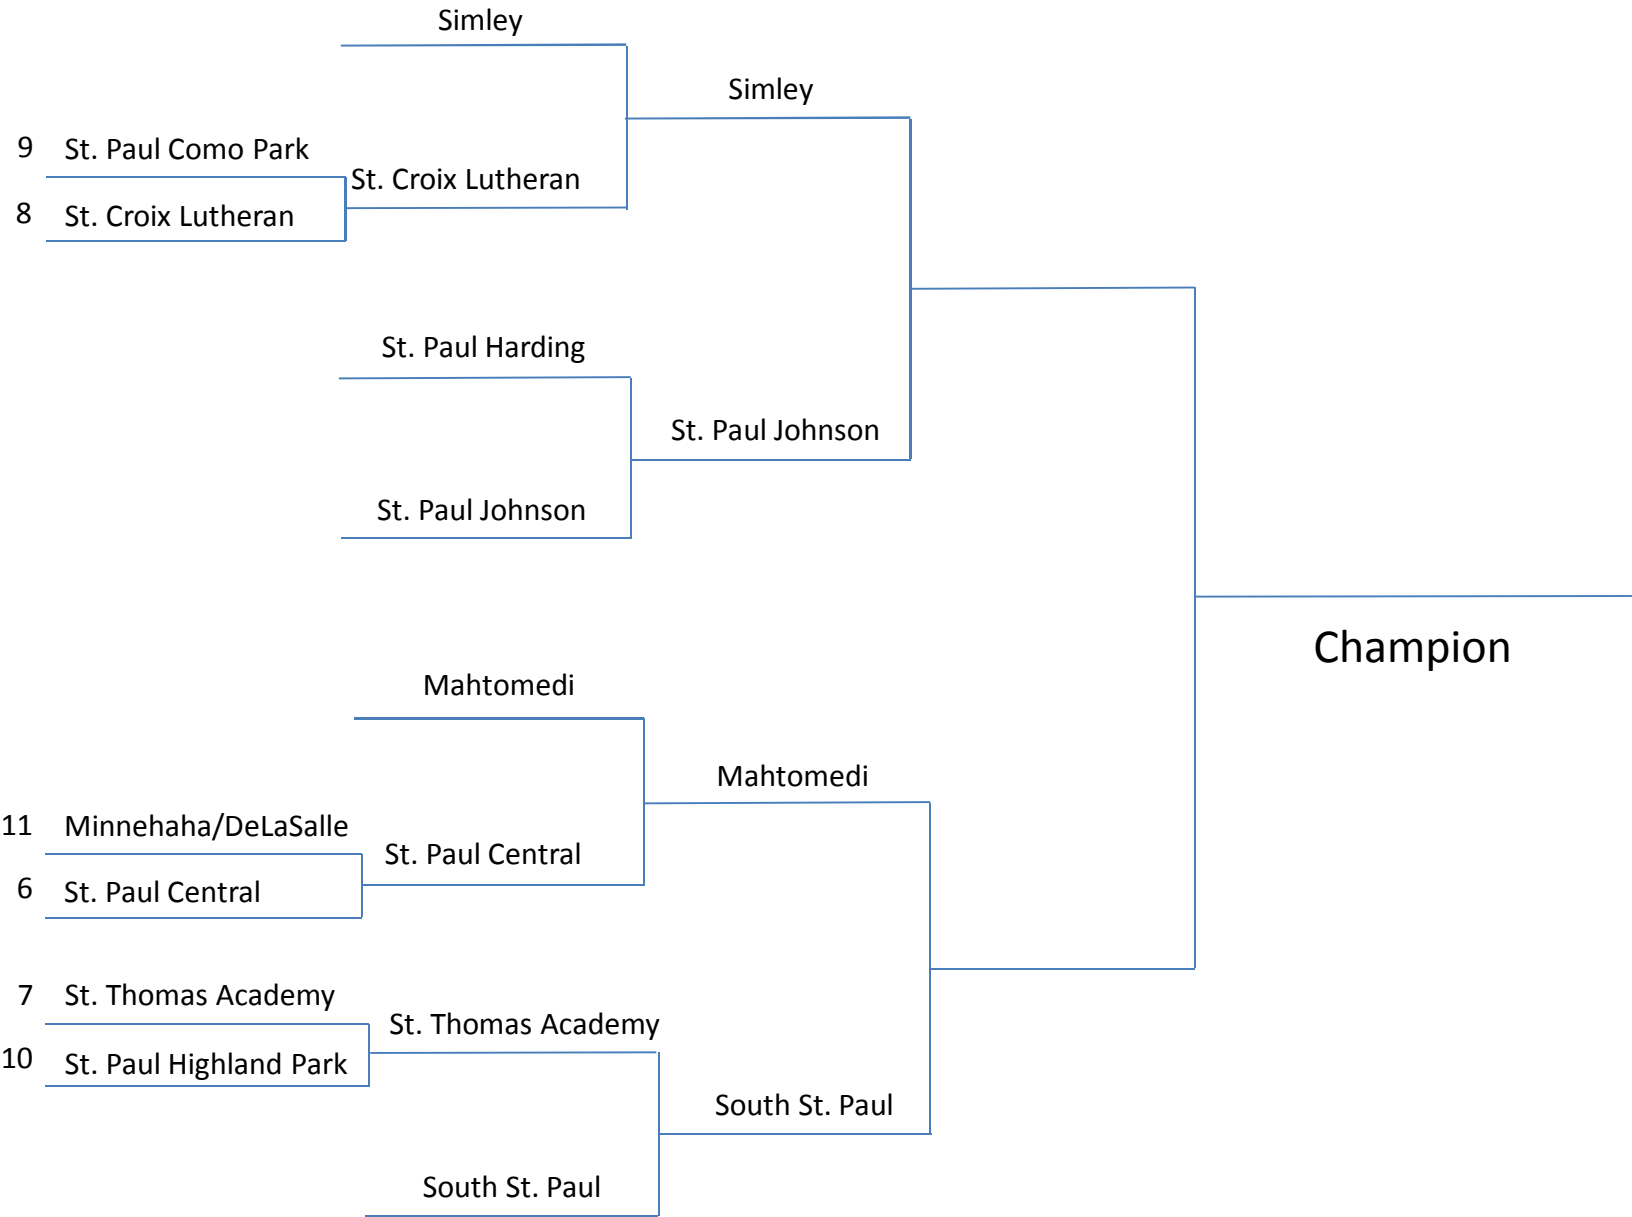 Simley
Simley
9 St. Paul Como Park
St. Croix Lutheran
8 St. Croix Lutheran
St. Paul Harding
St. Paul Johnson
St. Paul Johnson
Champion
Mahtomedi
Mahtomedi
11 Minnehaha/DeLaSalle
St. Paul Central
6 St. Paul Central
7 St. Thomas Academy
St. Thomas Academy
10 St. Paul Highland Park
South St. Paul
South St. Paul